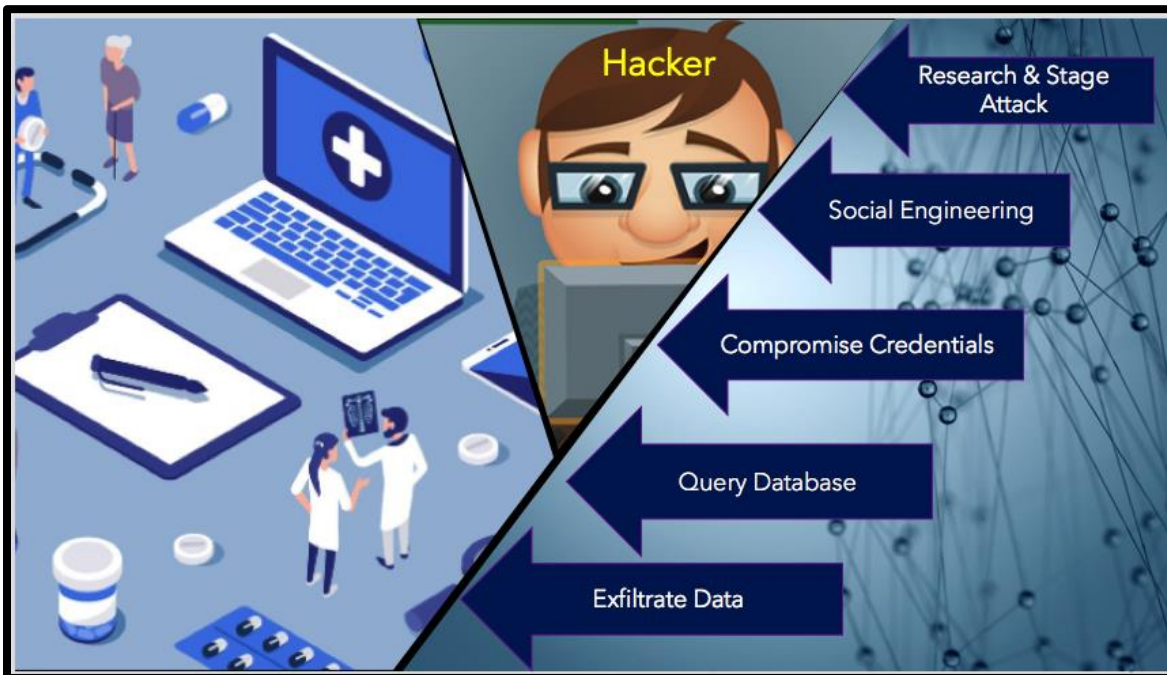 Hacker
Research & Stage
Attack
Social Engineering
Compromise Credentials
Query Database
Exfiltrate Data